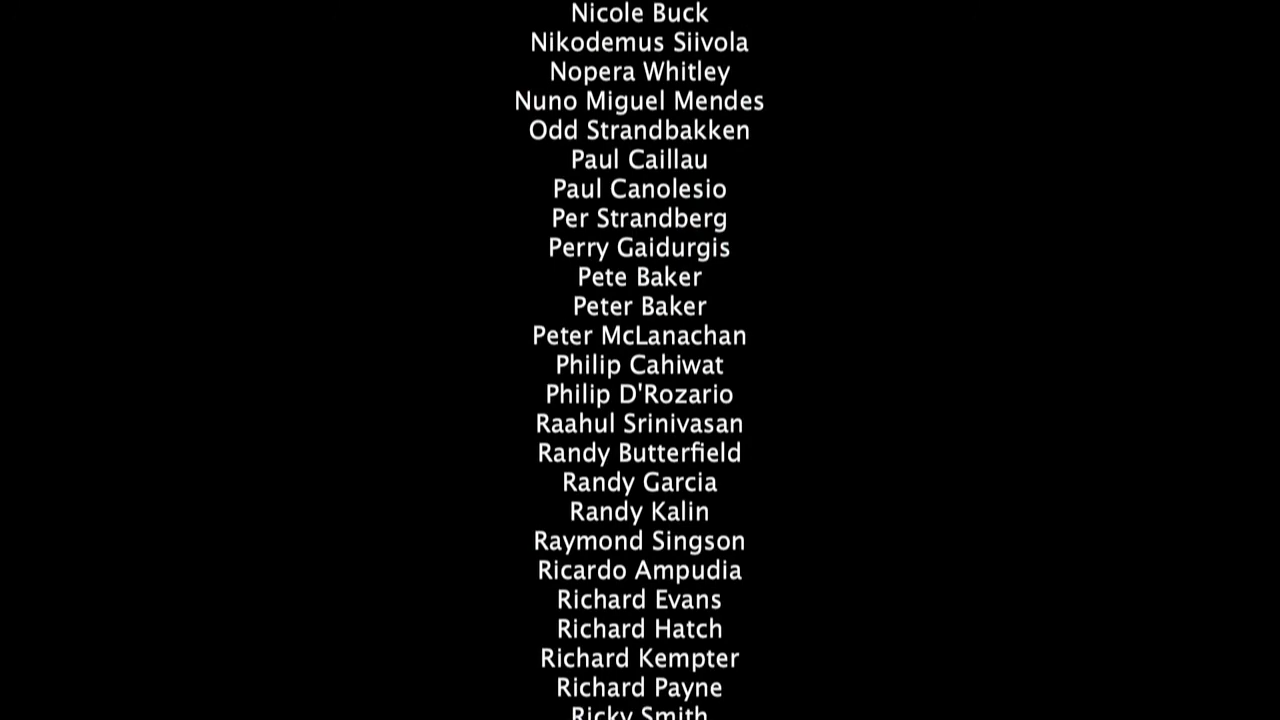 Nicole Buck
Nikodemus Siivola
Nopera Whitley
Nuno Miguel Mendes
Odd Strandbakken
Paul Caillau
Paul Canolesio
Per Strandberg
Perry Gaidurgis
Pete Baker
Peter Baker
Peter McLanachan
Philip Cahiwat
Philip D'Rozario
Raahul Srinivasan
Randy Butterfield
Randy Garcia
Randy Kalin
Raymond Singson
Ricardo Ampudia
Richard Evans
Richard Hatch
Richard Kempter
Richard Payne
Ricky Smith